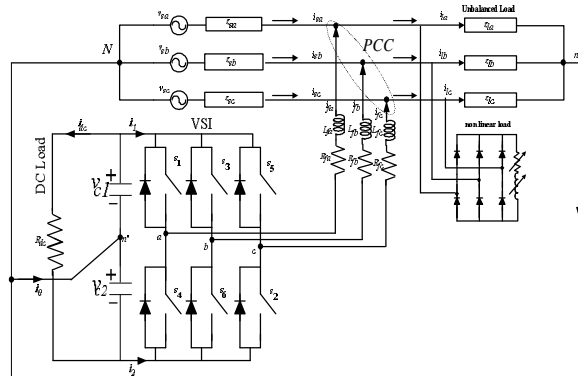 v_sa
z_sa
i_sa
i_la
Unbalanced Load
z_la
N
v_sb
z_sb
i_sb
PCC
i_lb
z_lb
n
v_sc
z_sc
i_sc
i_lc
z_lc
i_fa
i_fb
i_fc
nonlinear load
i_dc
i_1
VSI
L_fa
L_fb
L_fc
DC Load
S_1
S_3
S_5
R_fa
R_fb
R_fc
+
V_c1
−
R_dc
n'
a
b
c
i_0
+
V_c2
−
S_4
S_6
S_2
i_2
v